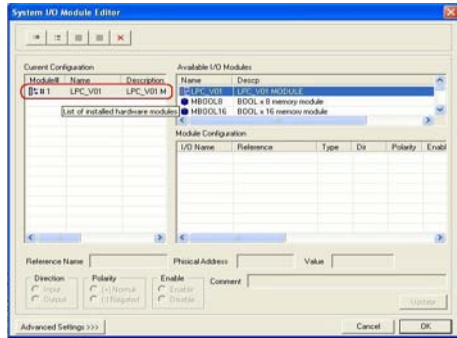 System I/O Module Editor
Current Configuration
Available I/O Modules
Module# Name Description
Name Descp
# 1 LPC_V01 LPC_V01 M
LPC_V01 LPC_V01 MODULE
MBOOL8 BOOL x 8 memory module
List of installed hardware modules
MBOOL16 BOOL x 16 memory module
Module Configuration
I/O Name Reference Type Dir Polarity Enabl
Reference Name
Phisical Address
Value
Direction
Polarity
Enable
Comment
Input
(+) Normal
Enable
Output
(-) Negated
Disable
Update
Advanced Settings >>>
Cancel
OK